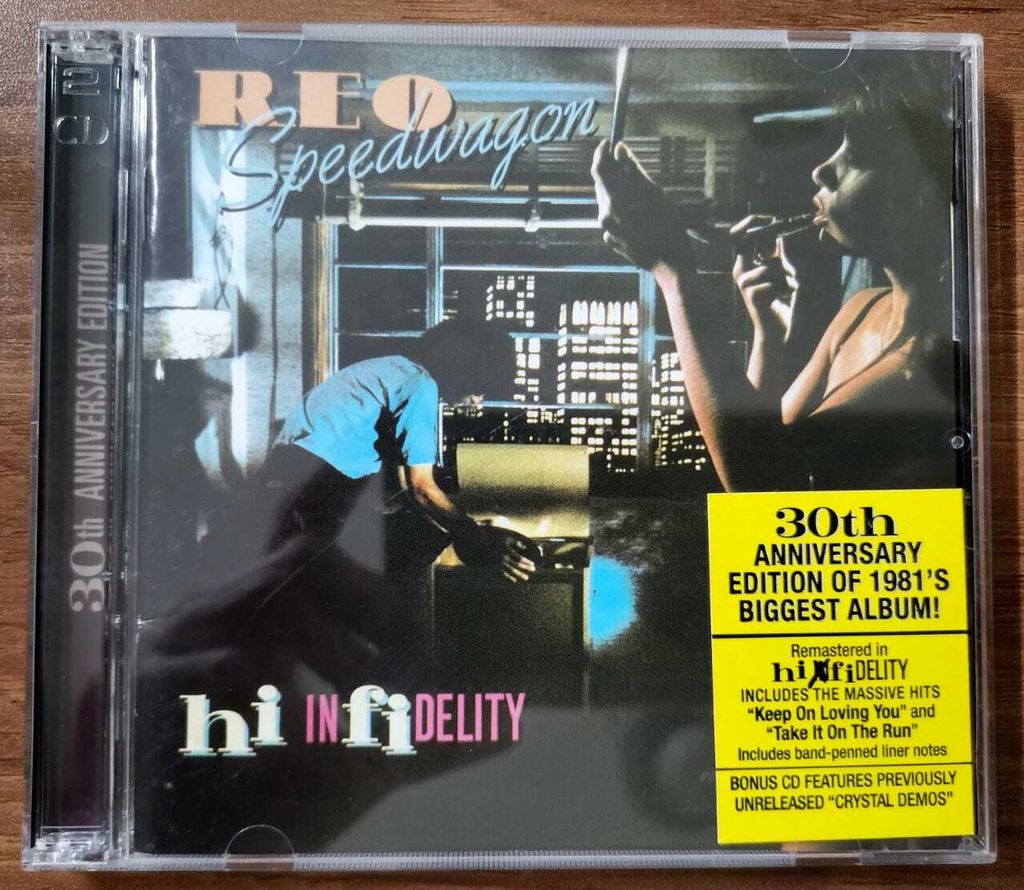 2
CD
30th ANNIVERSARY EDITION
REO
Speedwagon
hi INfiDELITY
30th
ANNIVERSARY
EDITION OF 1981'S
BIGGEST ALBUM!
Remastered in
hi fiDELITY
INCLUDES THE MASSIVE HITS
"Keep On Loving You" and
"Take It On The Run"
Includes band-penned liner notes
BONUS CD FEATURES PREVIOUSLY
UNRELEASED "CRYSTAL DEMOS"